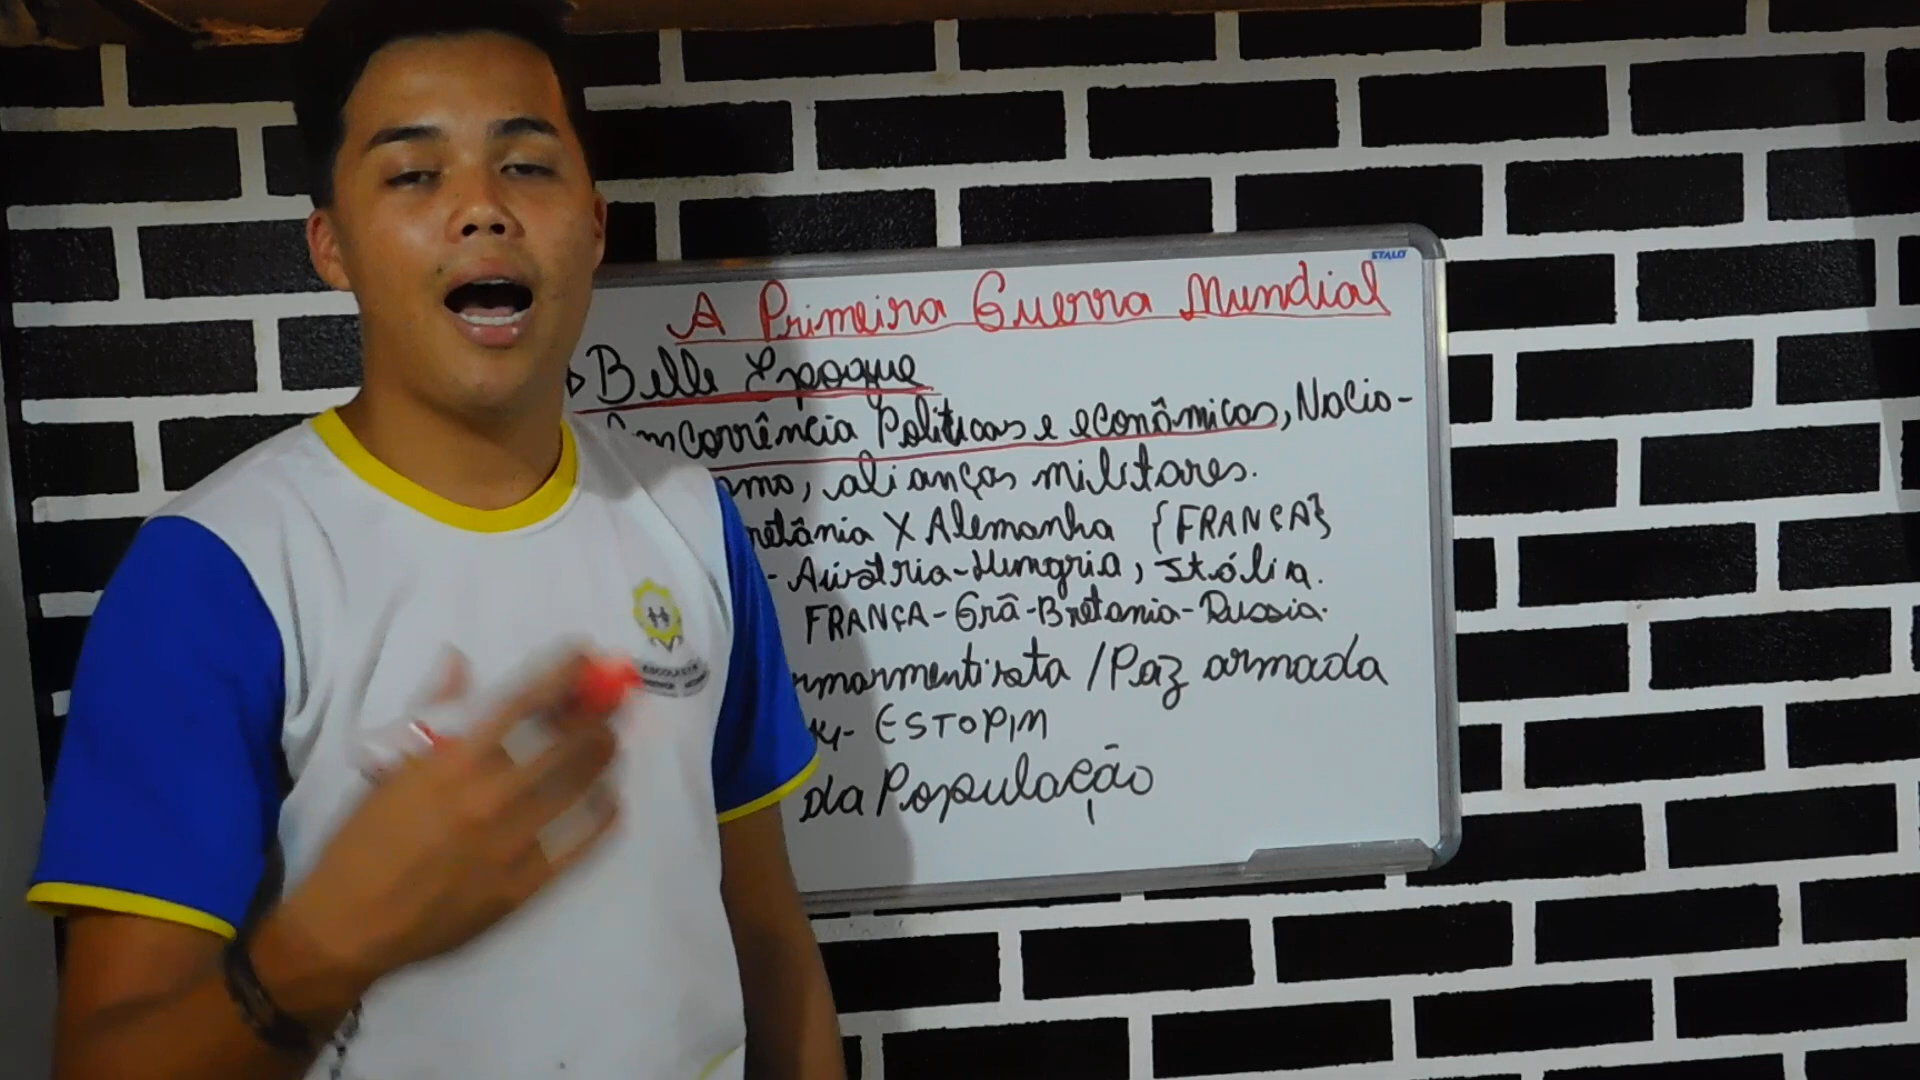 STALO
A Primeira Guerra Mundial
Belle Epoque
Concorrência Politicas e econômicas, Nacio-
alianças militares.
X Alemanha {FRANÇA}
- Áustria-Hungria, Itália.
FRANÇA-Grã-Bretania-Russia.
/Paz armada
ESTOPIM
da População